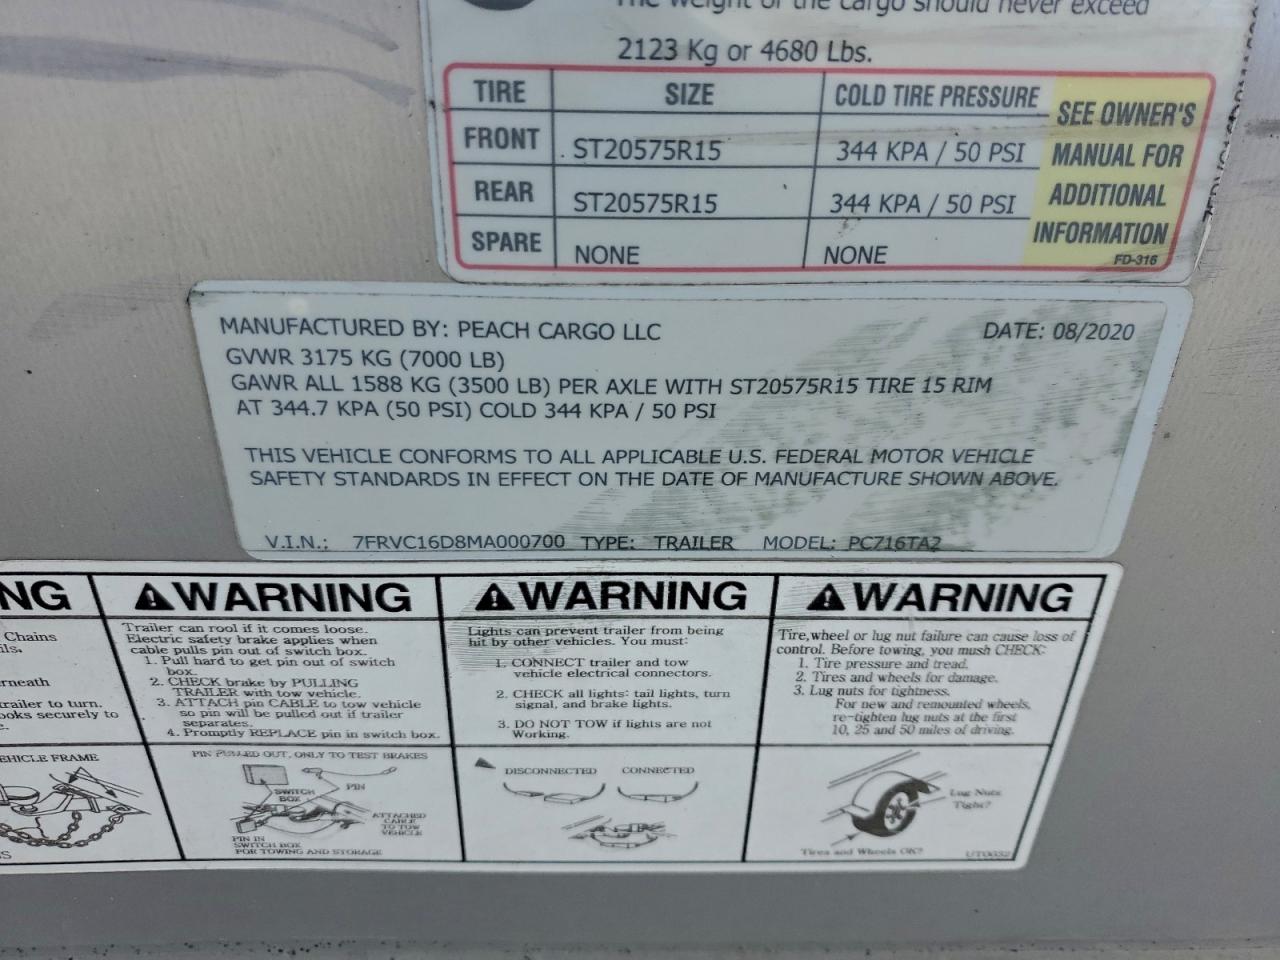 The weight of the cargo should never exceed
2123 Kg or 4680 Lbs.
TIRE SIZE COLD TIRE PRESSURE
FRONT ST20575R15 344 KPA / 50 PSI
REAR ST20575R15 344 KPA / 50 PSI
SPARE NONE NONE
SEE OWNER'S
MANUAL FOR
ADDITIONAL
INFORMATION
FD-316
MANUFACTURED BY: PEACH CARGO LLC DATE: 08/2020
GVWR 3175 KG (7000 LB)
GAWR ALL 1588 KG (3500 LB) PER AXLE WITH ST20575R15 TIRE 15 RIM
AT 344.7 KPA (50 PSI) COLD 344 KPA / 50 PSI
THIS VEHICLE CONFORMS TO ALL APPLICABLE U.S. FEDERAL MOTOR VEHICLE
SAFETY STANDARDS IN EFFECT ON THE DATE OF MANUFACTURE SHOWN ABOVE.
V.I.N.: 7FRVC16D8MA000700 TYPE: TRAILER MODEL: PC716TA2
NG
Chains
ils.
rneath
trailer to turn.
ooks securely to
e.
EHICLE FRAME
WARNING
Trailer can rool if it comes loose.
Electric safety brake applies when
cable pulls pin out of switch box.
1. Pull hard to get pin out of switch
box.
2. CHECK brake by PULLING
TRAILER with tow vehicle.
3. ATTACH pin CABLE to tow vehicle
so pin will be pulled out if trailer
separates.
4. Promptly REPLACE pin in switch box.
PIN PULLED OUT, ONLY TO TEST BRAKES
SWITCH
BOX
PIN
ATTACHED
CABLE
TO TOW
VEHICLE
PIN IN
SWITCH BOX
FOR TOWING AND STORAGE
WARNING
Lights can prevent trailer from being
hit by other vehicles. You must:
1. CONNECT trailer and tow
vehicle electrical connectors.
2. CHECK all lights: tail lights, turn
signal, and brake lights.
3. DO NOT TOW if lights are not
Working.
DISCONNECTED CONNECTED
WARNING
Tire, wheel or lug nut failure can cause loss of
control. Before towing, you mush CHECK:
1. Tire pressure and tread.
2. Tires and wheels for damage.
3. Lug nuts for tightness.
For new and remounted wheels,
re-tighten lug nuts at the first
10, 25 and 50 miles of driving.
Lug Nuts
Tight?
Tires and Wheels OK?